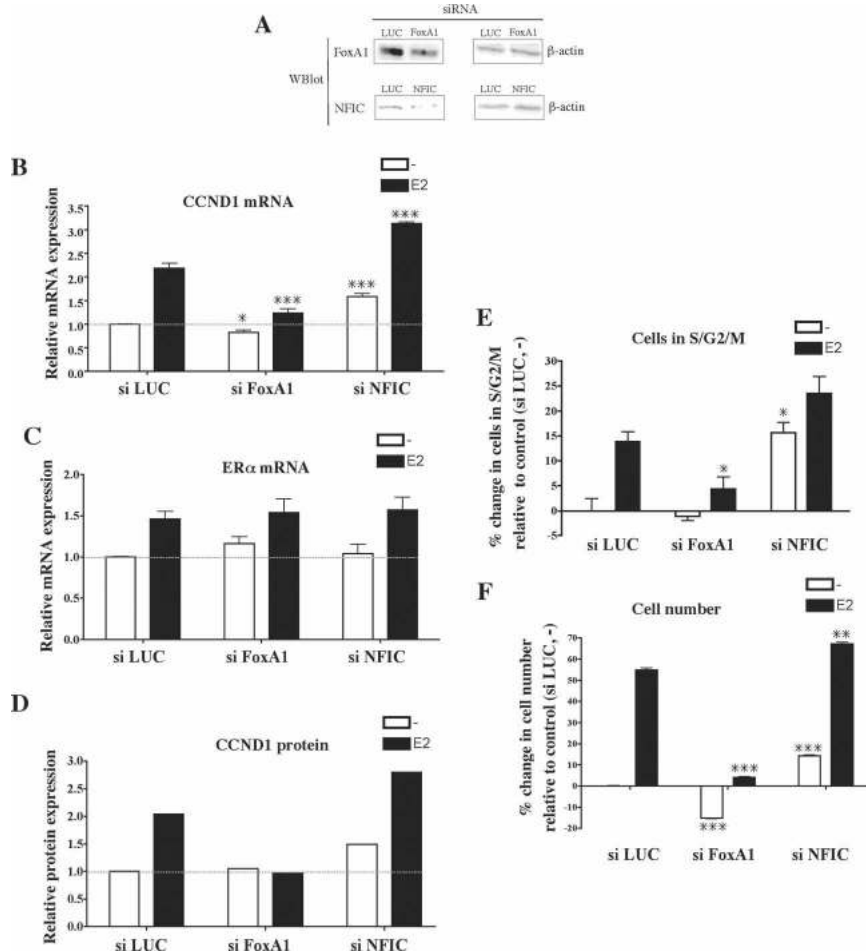 A
siRNA
LUC FoxA1 LUC FoxA1
FoxA1 β-actin
WBlot
LUC NFIC LUC NFIC
NFIC β-actin
B
-
E2
CCND1 mRNA
Relative mRNA expression
3.5
3.0
2.5
2.0
1.5
1.0
0.5
*
***
***
***
si LUC si FoxA1 si NFIC
C
-
E2
ERα mRNA
Relative mRNA expression
2.0
1.5
1.0
0.5
0.0
si LUC si FoxA1 si NFIC
D
-
E2
CCND1 protein
Relative protein expression
3.0
2.5
2.0
1.5
1.0
0.5
0.0
si LUC si FoxA1 si NFIC
E
-
E2
Cells in S/G2/M
% change in cells in S/G2/M
relative to control (si LUC, -)
30
25
20
15
10
5
0
-5
*
*
si LUC si FoxA1 si NFIC
F
-
E2
Cell number
% change in cell number
relative to control (si LUC, -)
70
60
50
40
30
20
10
0
-10
-20
***
***
***
**
si LUC si FoxA1 si NFIC